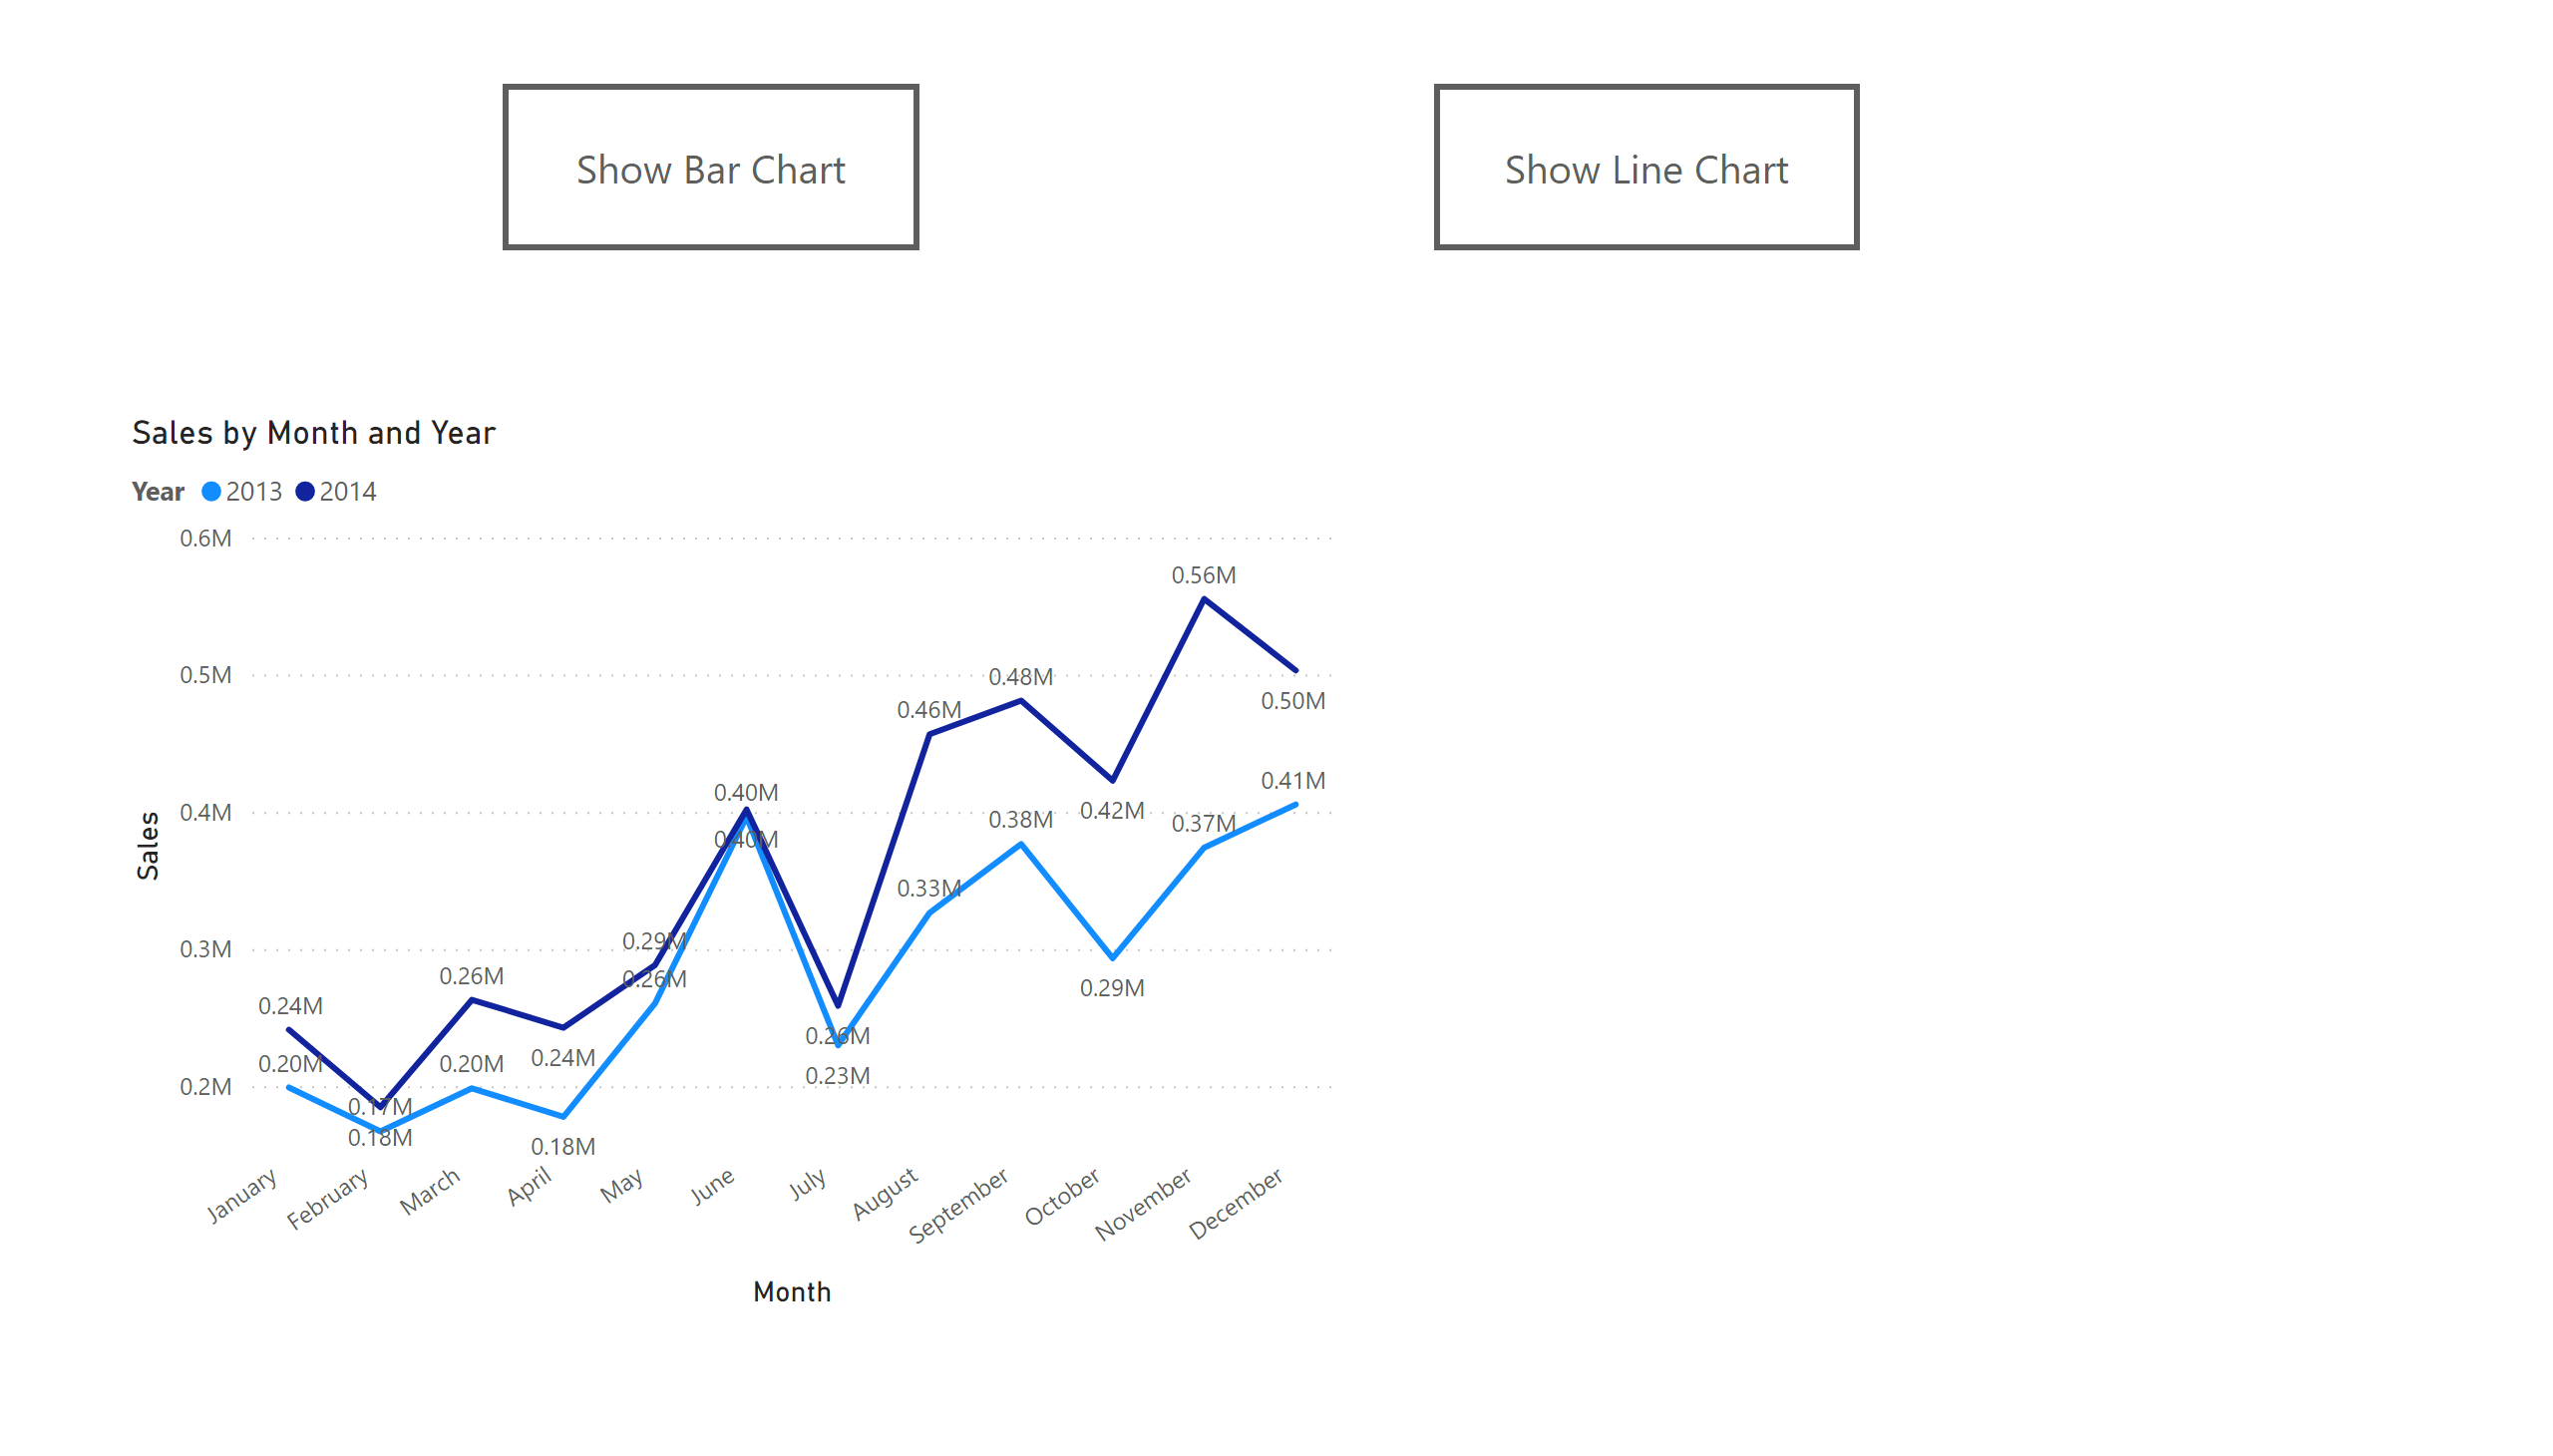 Show Bar Chart
Show Line Chart
Sales by Month and Year
Year 2013 2014
0.6M
0.56M
0.5M
0.48M
0.50M
0.46M
0.41M
0.40M
0.4M
0.42M
0.38M
0.37M
0.40M
0.33M
0.29M
0.3M
0.26M
0.26M
0.29M
0.24M
0.26M
0.20M
0.20M
0.24M
0.23M
0.2M
0.17M
0.18M
0.18M
January
February
March
April
May
June
July
August
September
October
November
December
Sales
Month